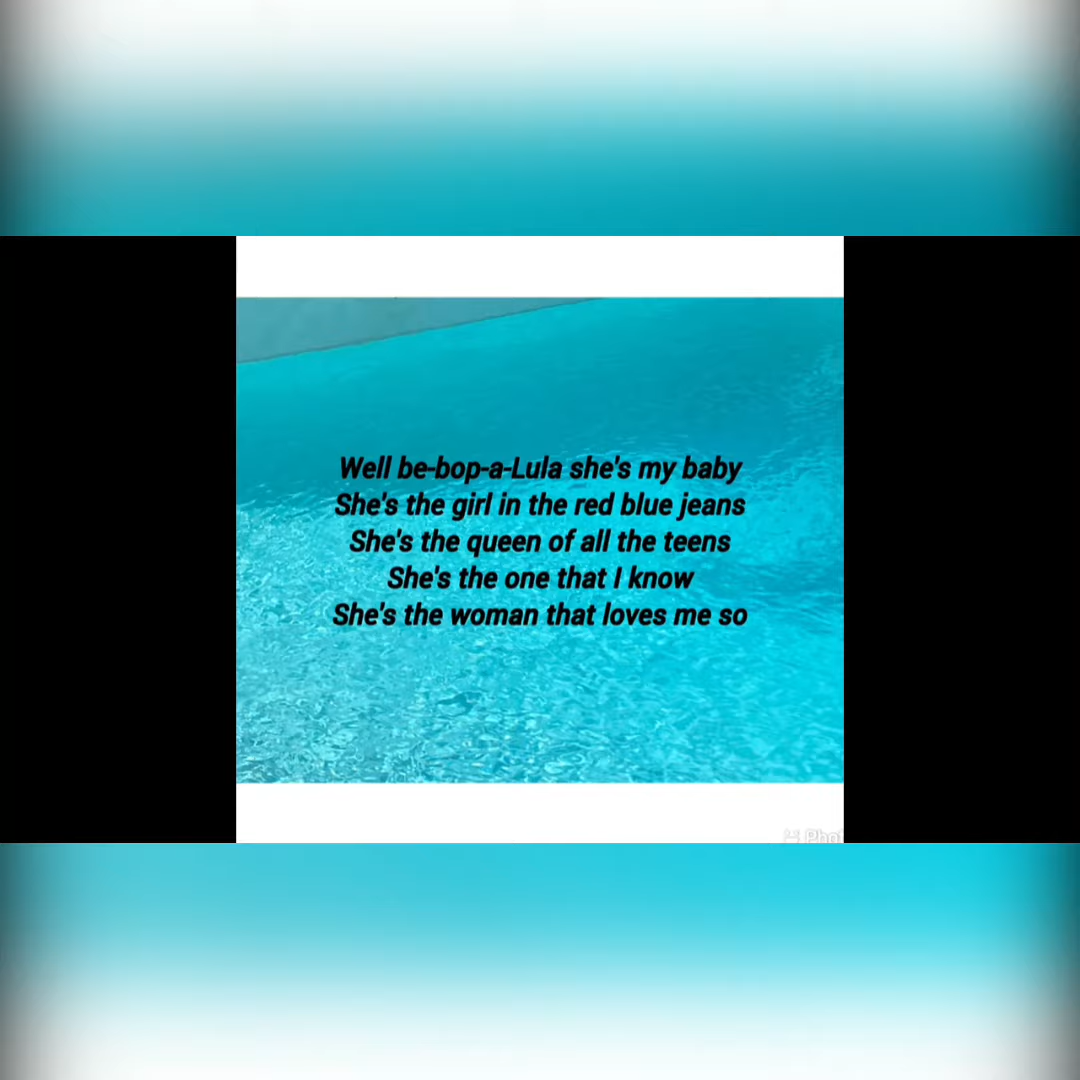 Well be-bop-a-Lula she's my baby
She's the girl in the red blue jeans
She's the queen of all the teens
She's the one that I know
She's the woman that loves me so